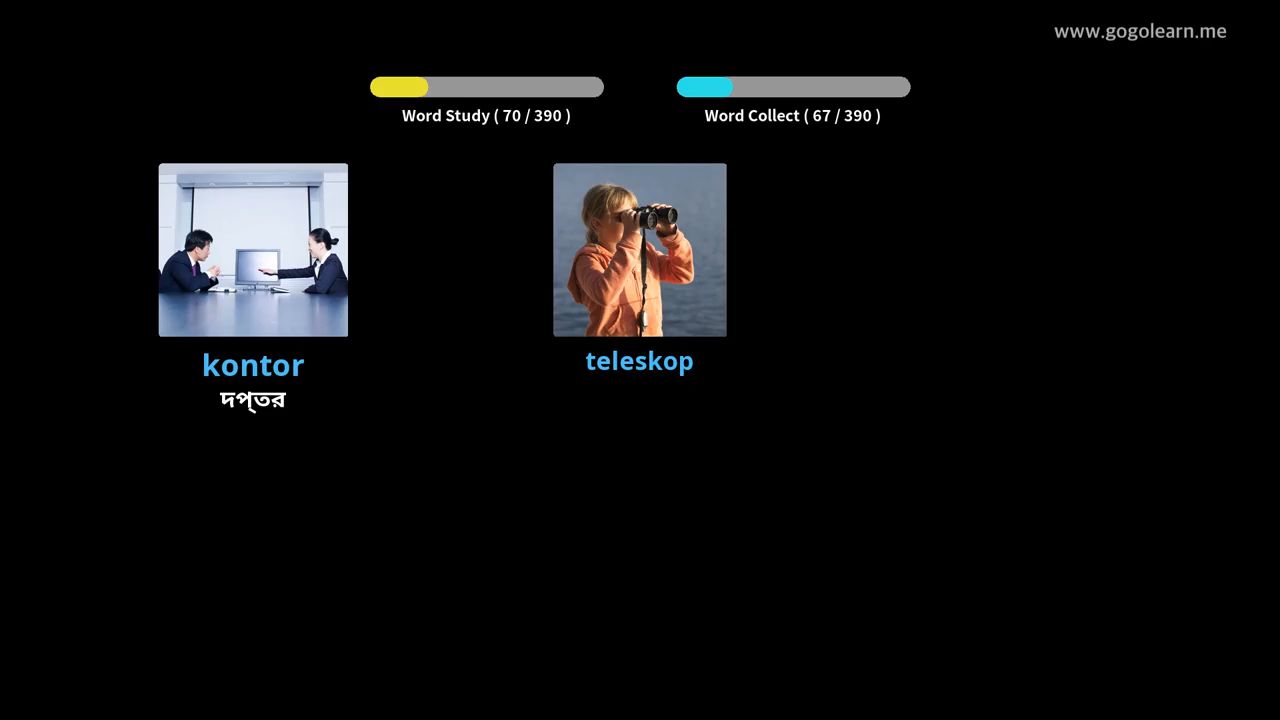 www.gogolearn.me
Word Study ( 70 / 390 )
Word Collect ( 67 / 390 )
kontor
দপ্তর
teleskop